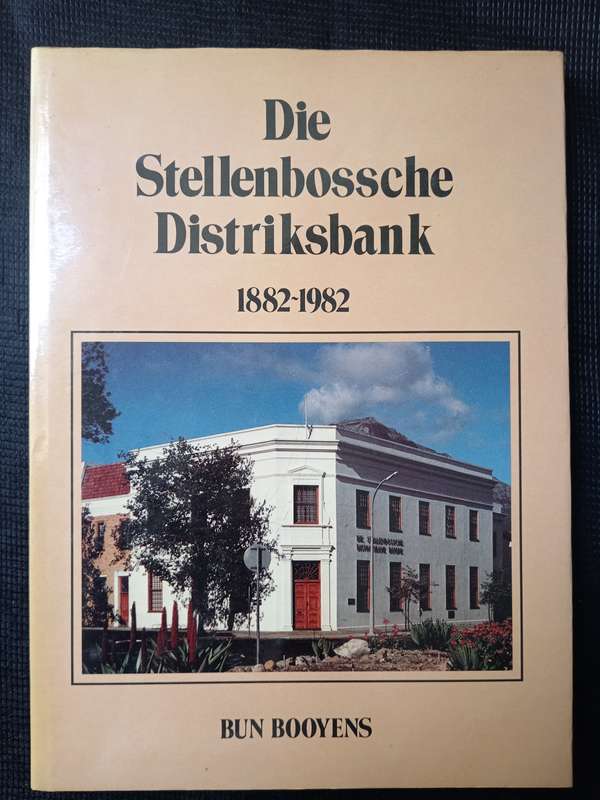 Die
Stellenbossche
Distriksbank
1882-1982
BUN BOOYENS